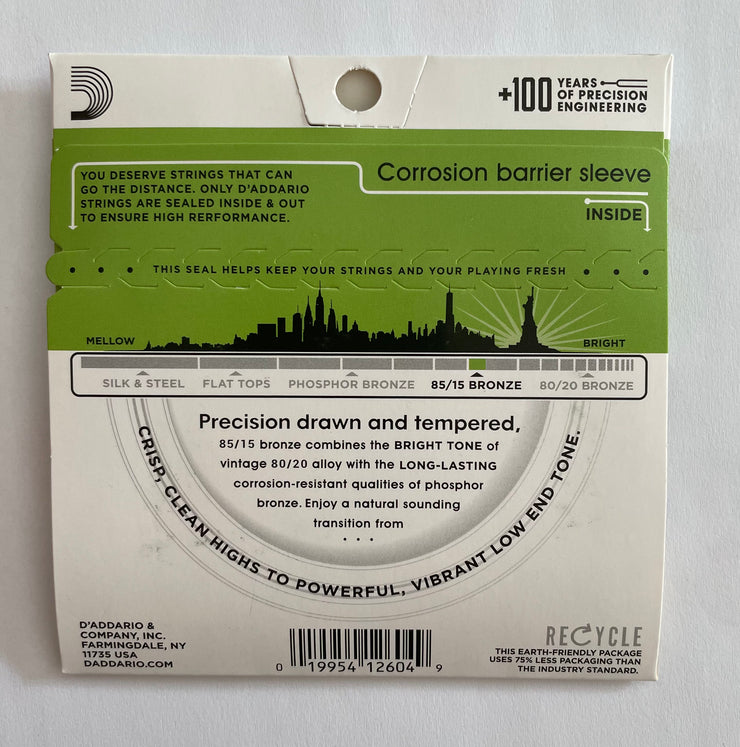 +100 YEARS
OF PRECISION
ENGINEERING
YOU DESERVE STRINGS THAT CAN
GO THE DISTANCE. ONLY D'ADDARIO
STRINGS ARE SEALED INSIDE & OUT
TO ENSURE HIGH RERFORMANCE.
Corrosion barrier sleeve
INSIDE
THIS SEAL HELPS KEEP YOUR STRINGS AND YOUR PLAYING FRESH
MELLOW
BRIGHT
SILK & STEEL FLAT TOPS PHOSPHOR BRONZE 85/15 BRONZE 80/20 BRONZE
Precision drawn and tempered,
85/15 bronze combines the BRIGHT TONE of
vintage 80/20 alloy with the LONG-LASTING
corrosion-resistant qualities of phosphor
bronze. Enjoy a natural sounding
transition from
...
CRISP, CLEAN HIGHS TO POWERFUL, VIBRANT LOW END TONE.
D'ADDARIO &
COMPANY, INC.
FARMINGDALE, NY
11735 USA
DADDARIO.COM
0 19954 12604 9
RECYCLE
THIS EARTH-FRIENDLY PACKAGE
USES 75% LESS PACKAGING THAN
THE INDUSTRY STANDARD.